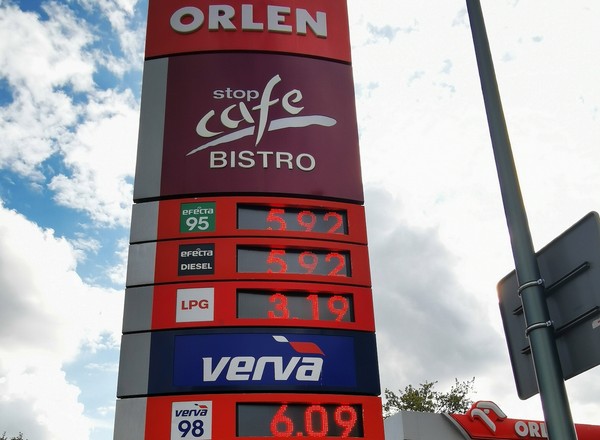 ORLEN
stop
cafe
BISTRO
EFECTA
95
5.92
EFECTA
DIESEL
5.92
LPG
3.19
verva
verva
98
6.09
ORL